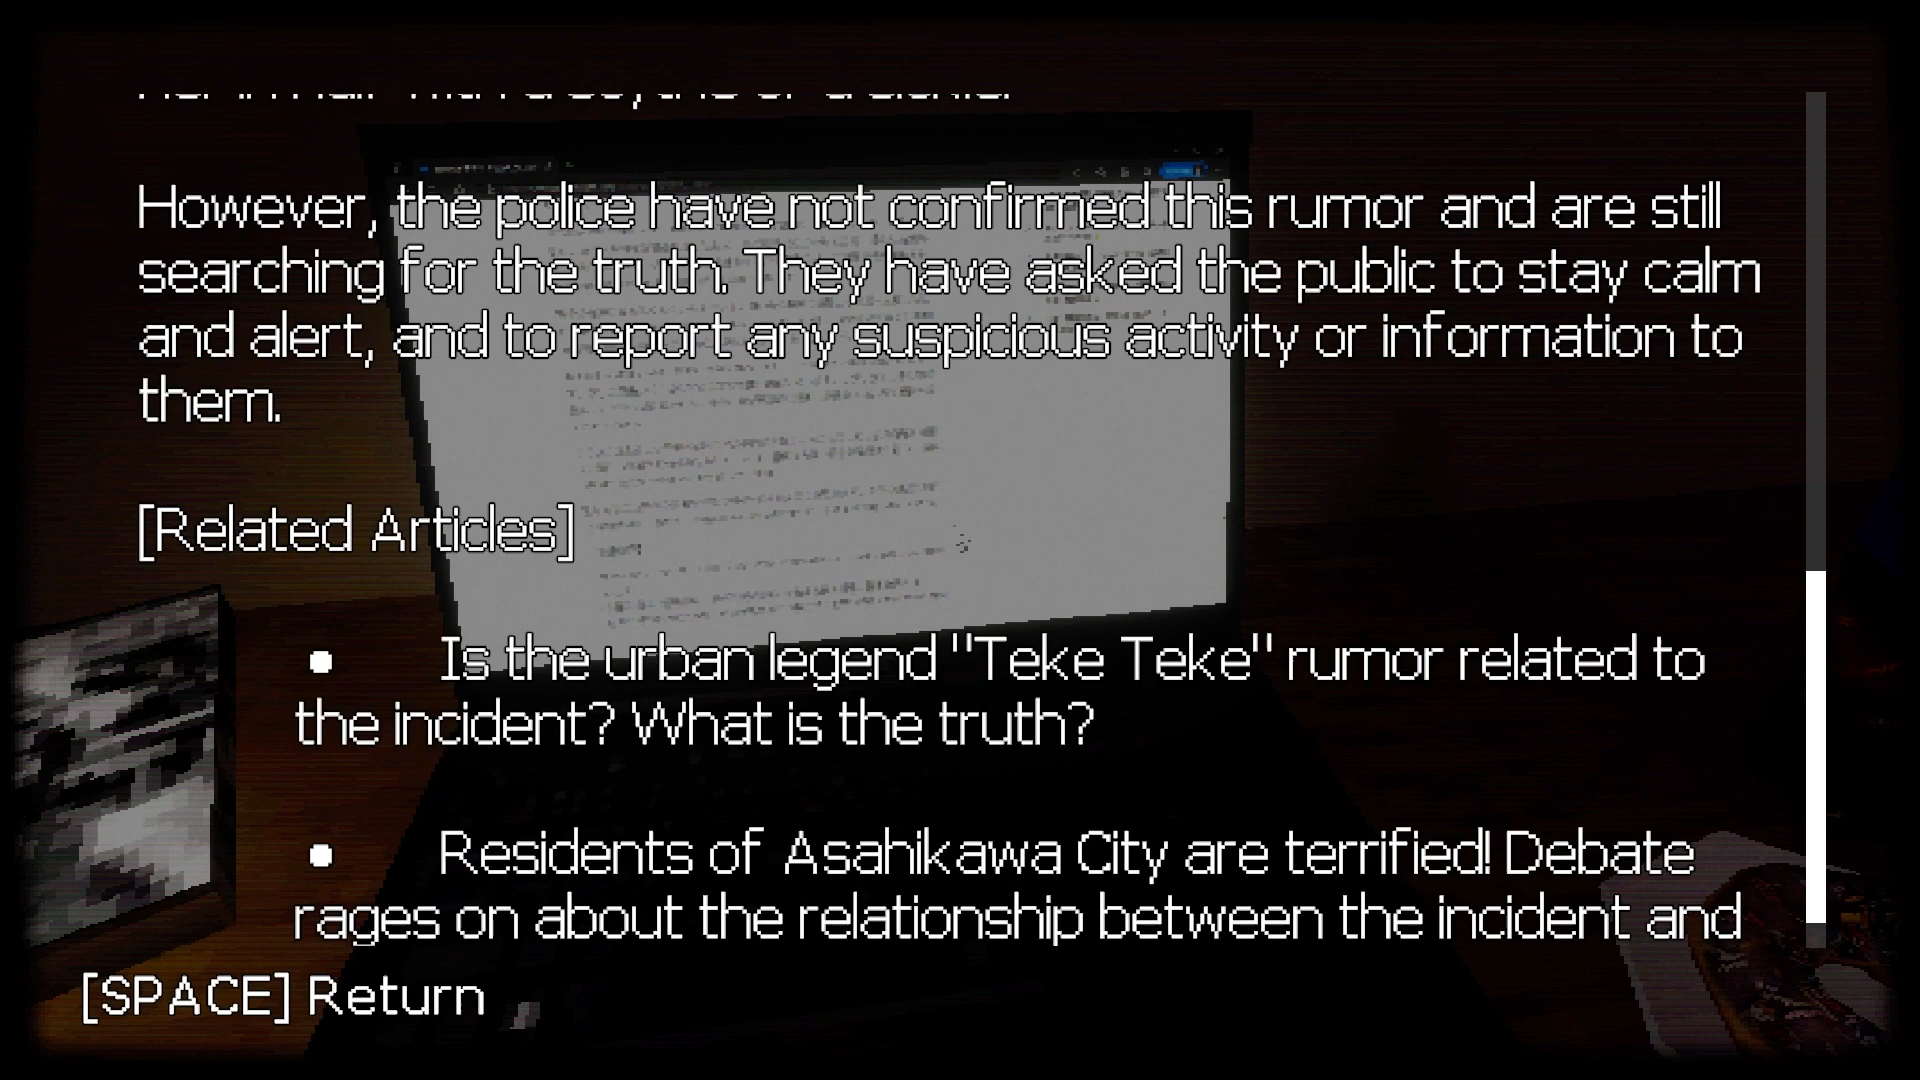 However, the police have not confirmed this rumor and are still
searching for the truth. They have asked the public to stay calm
and alert, and to report any suspicious activity or information to
them.
[Related Articles]
• Is the urban legend "Teke Teke" rumor related to
the incident? What is the truth?
• Residents of Asahikawa City are terrified! Debate
rages on about the relationship between the incident and
[SPACE] Return